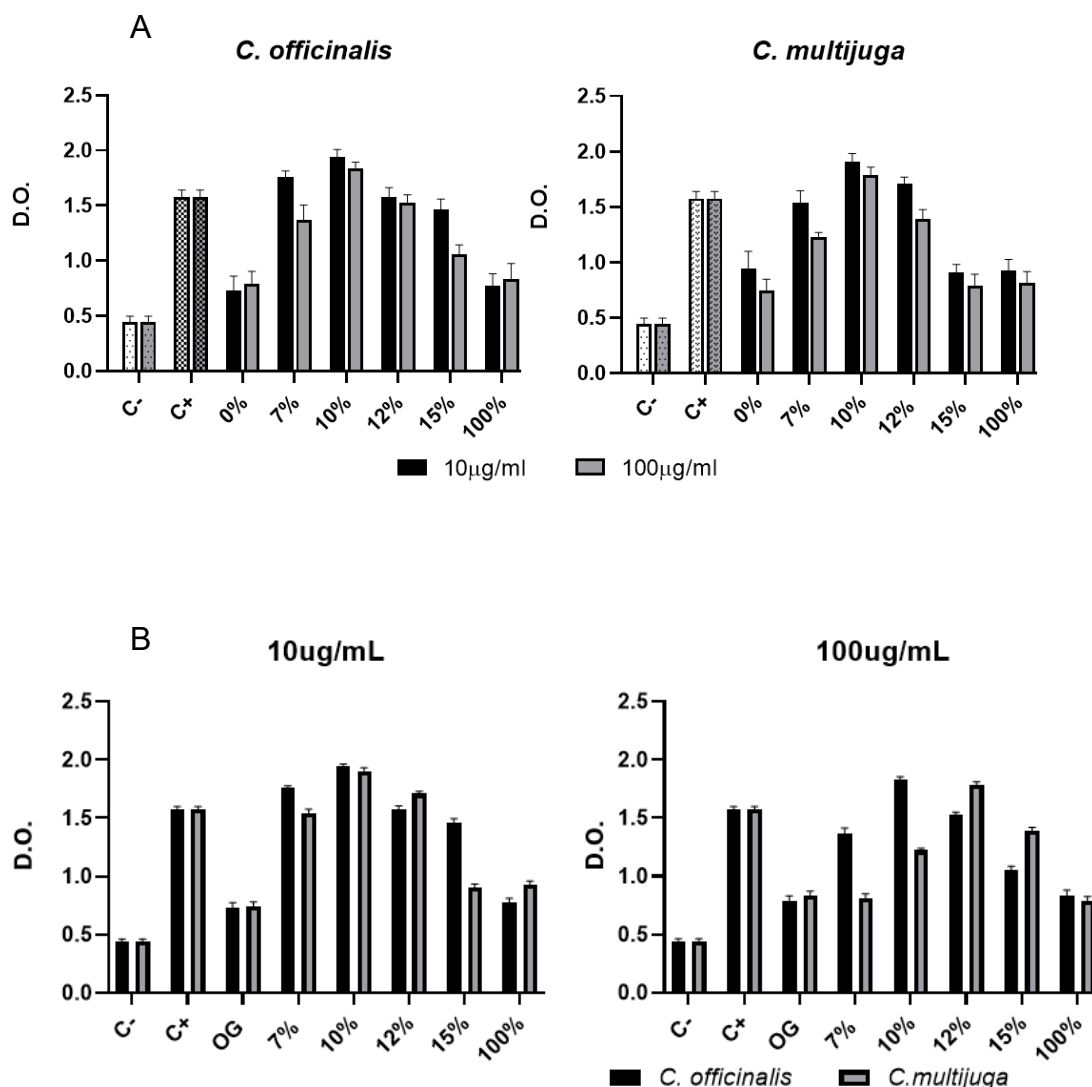 A
C. officinalis
C. multijuga
2.5
2.0
1.5
1.0
0.5
0.0
D.O.
C- C+ 0% 7% 10% 12% 15% 100%
2.5
2.0
1.5
1.0
0.5
0.0
D.O.
C- C+ 0% 7% 10% 12% 15% 100%
10µg/ml 100µg/ml
B
10ug/mL
100ug/mL
2.5
2.0
1.5
1.0
0.5
0.0
D.O.
C- C+ OG 7% 10% 12% 15% 100%
2.5
2.0
1.5
1.0
0.5
0.0
D.O.
C- C+ OG 7% 10% 12% 15% 100%
C. officinalis C.multijuga